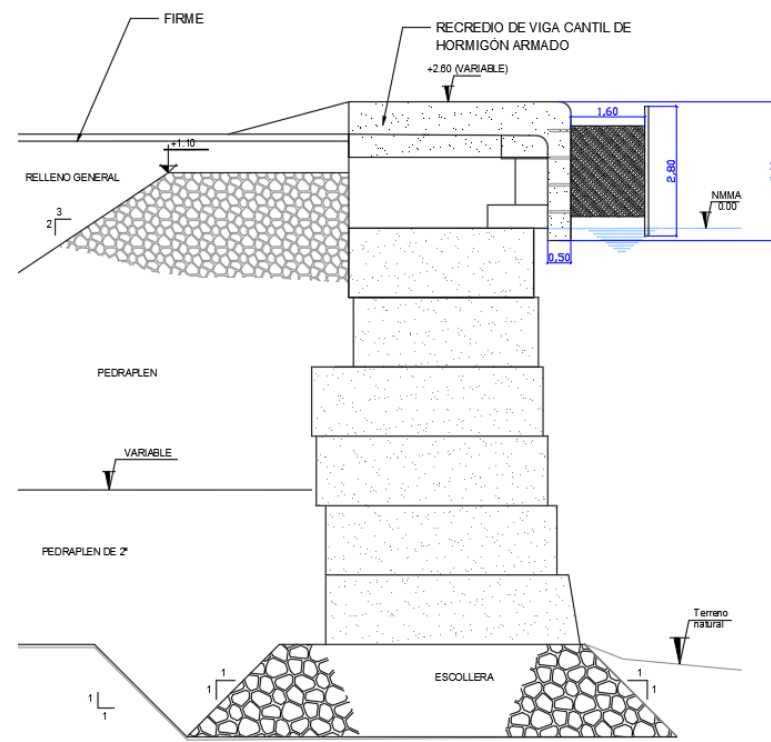 FIRME
RECREDIO DE VIGA CANTIL DE
HORMIGÓN ARMADO
+2.60 (VARIABLE)
1,60
+1.10
RELLENO GENERAL
2,80
NMMA
0.00
3
2
0,50
PEDRAPLEN
VARIABLE
PEDRAPLEN DE 2ª
Terreno
natural
ESCOLLERA
1
1
1
1
1
1